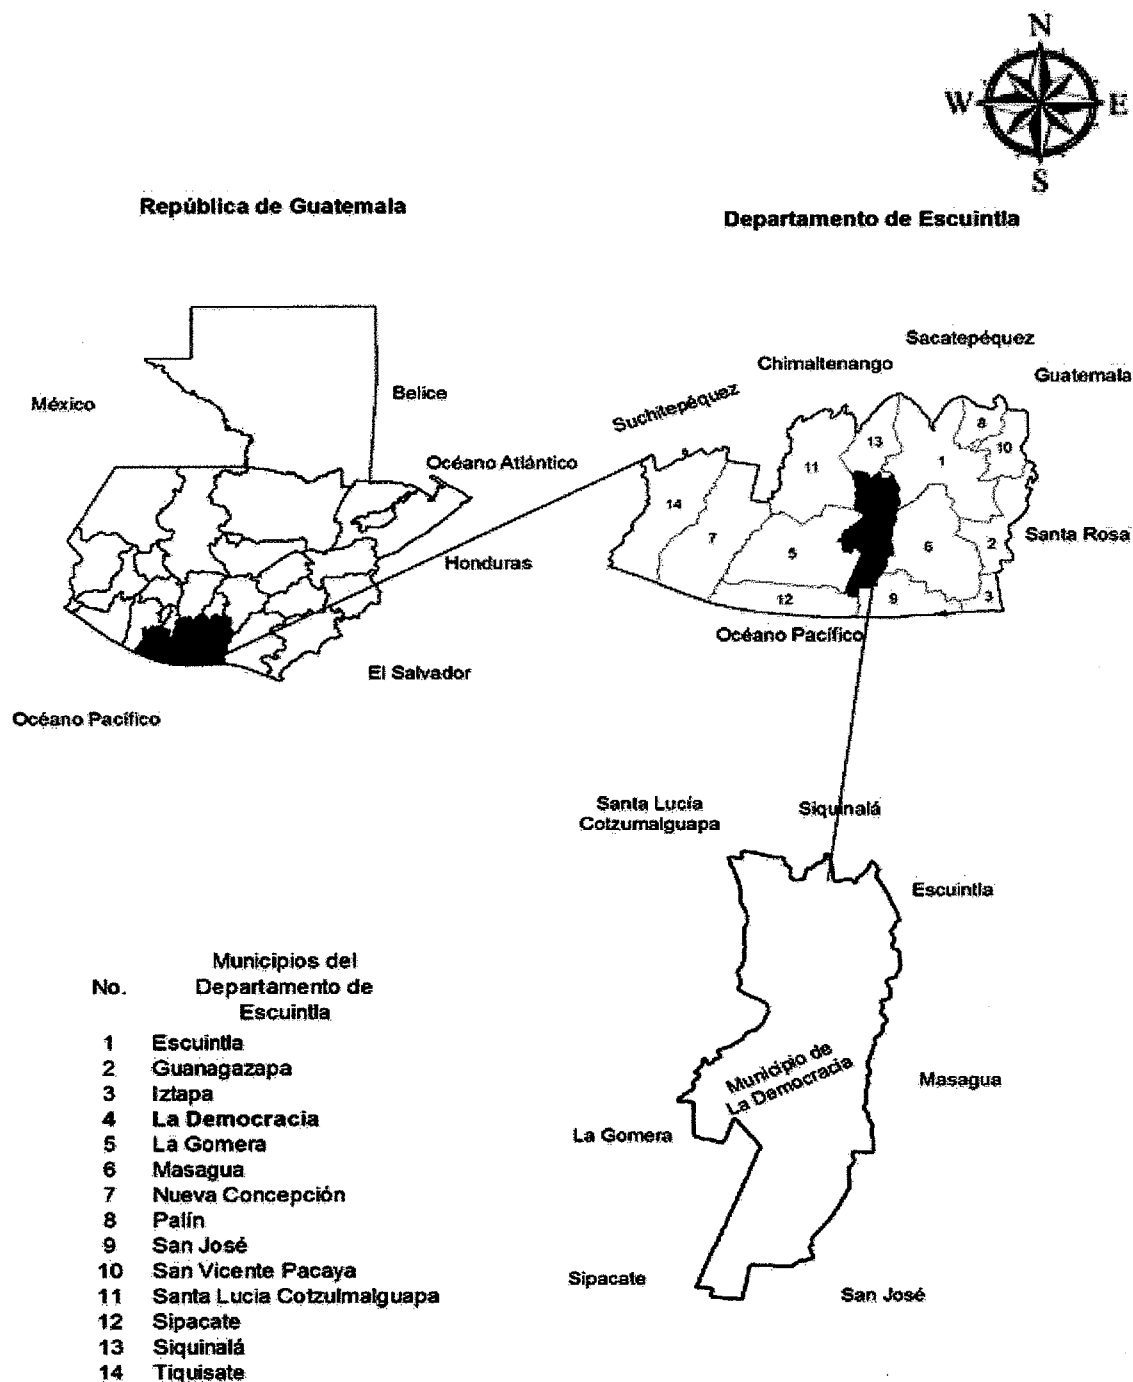 N
W E
S
República de Guatemala
Departamento de Escuintla
México
Belice
Océano Atlántico
Honduras
El Salvador
Océano Pacífico
Sacatepéquez
Chimaltenango
Guatemala
Suchitepéquez
Santa Rosa
Océano Pacífico
8
13
10
1
11
14
7
5
6
2
12
9
3
Santa Lucía
Cotzumalguapa
Siquinalá
Escuintla
Municipio de
La Democracia
Masagua
La Gomera
Sipacate
San José
Municipios del
No. Departamento de
Escuintla
1 Escuintla
2 Guanagazapa
3 Iztapa
4 La Democracia
5 La Gomera
6 Masagua
7 Nueva Concepción
8 Palín
9 San José
10 San Vicente Pacaya
11 Santa Lucia Cotzulmalguapa
12 Sipacate
13 Siquinalá
14 Tiquisate